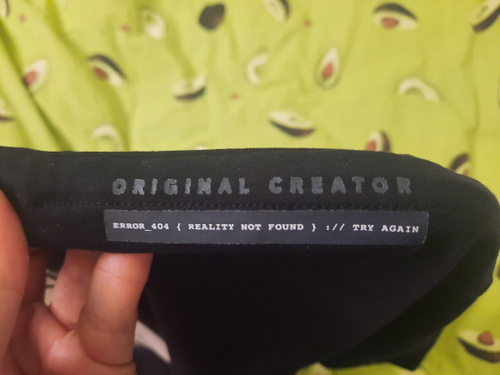 ORIGINAL CREATOR
ERROR_404 { REALITY NOT FOUND } :// TRY AGAIN